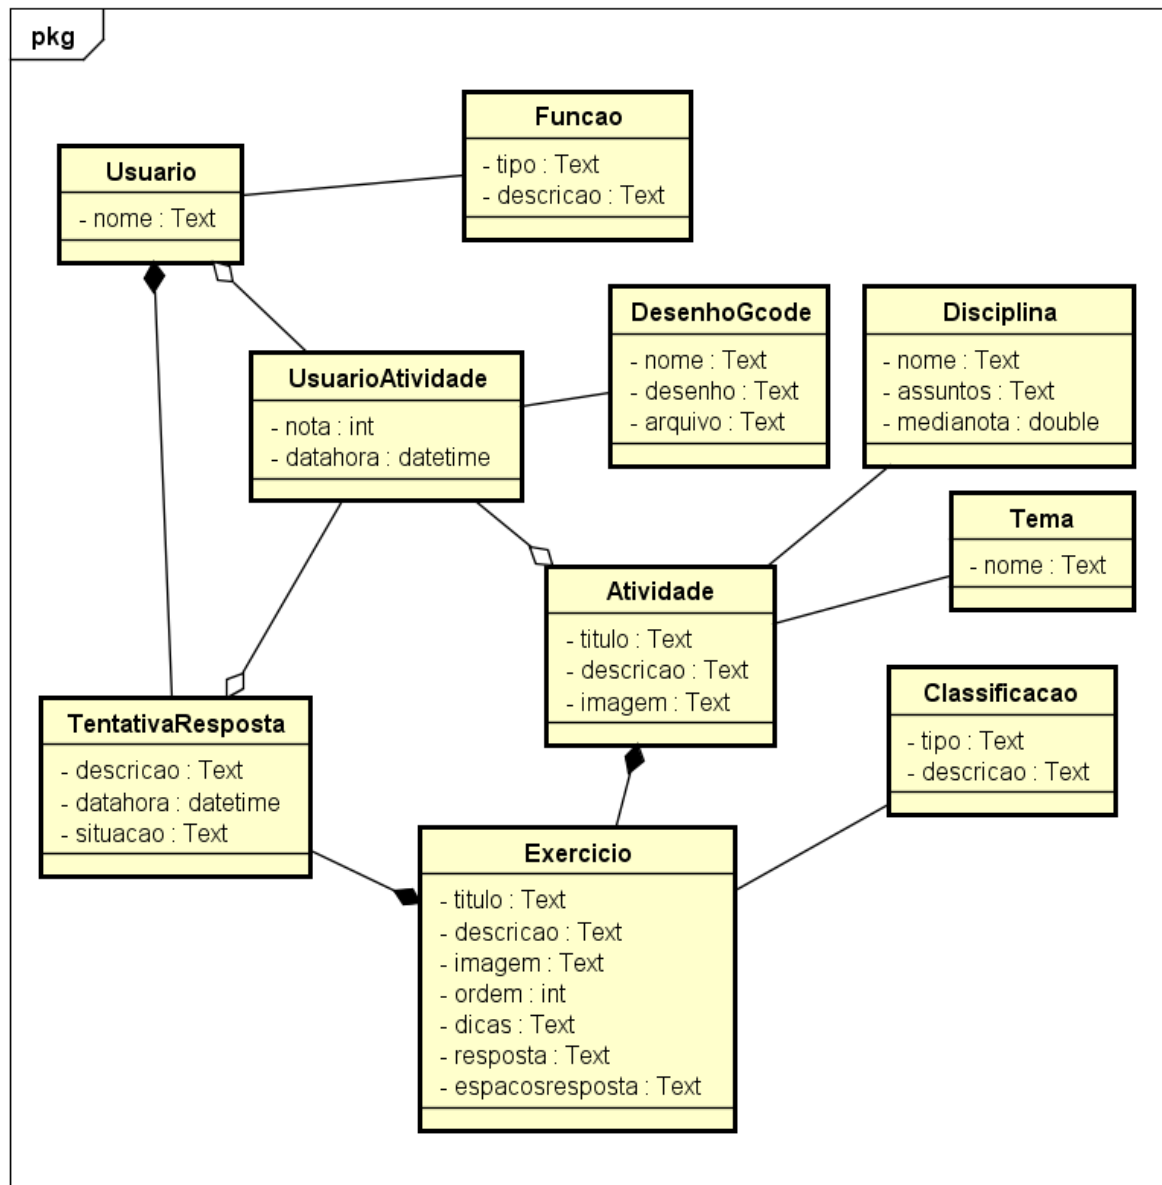 pkg
Funcao
- tipo : Text
- descricao : Text
Usuario
- nome : Text
DesenhoGcode
- nome : Text
- desenho : Text
- arquivo : Text
Disciplina
- nome : Text
- assuntos : Text
- medianota : double
UsuarioAtividade
- nota : int
- datahora : datetime
Tema
- nome : Text
Atividade
- titulo : Text
- descricao : Text
- imagem : Text
Classificacao
- tipo : Text
- descricao : Text
TentativaResposta
- descricao : Text
- datahora : datetime
- situacao : Text
Exercicio
- titulo : Text
- descricao : Text
- imagem : Text
- ordem : int
- dicas : Text
- resposta : Text
- espacosresposta : Text